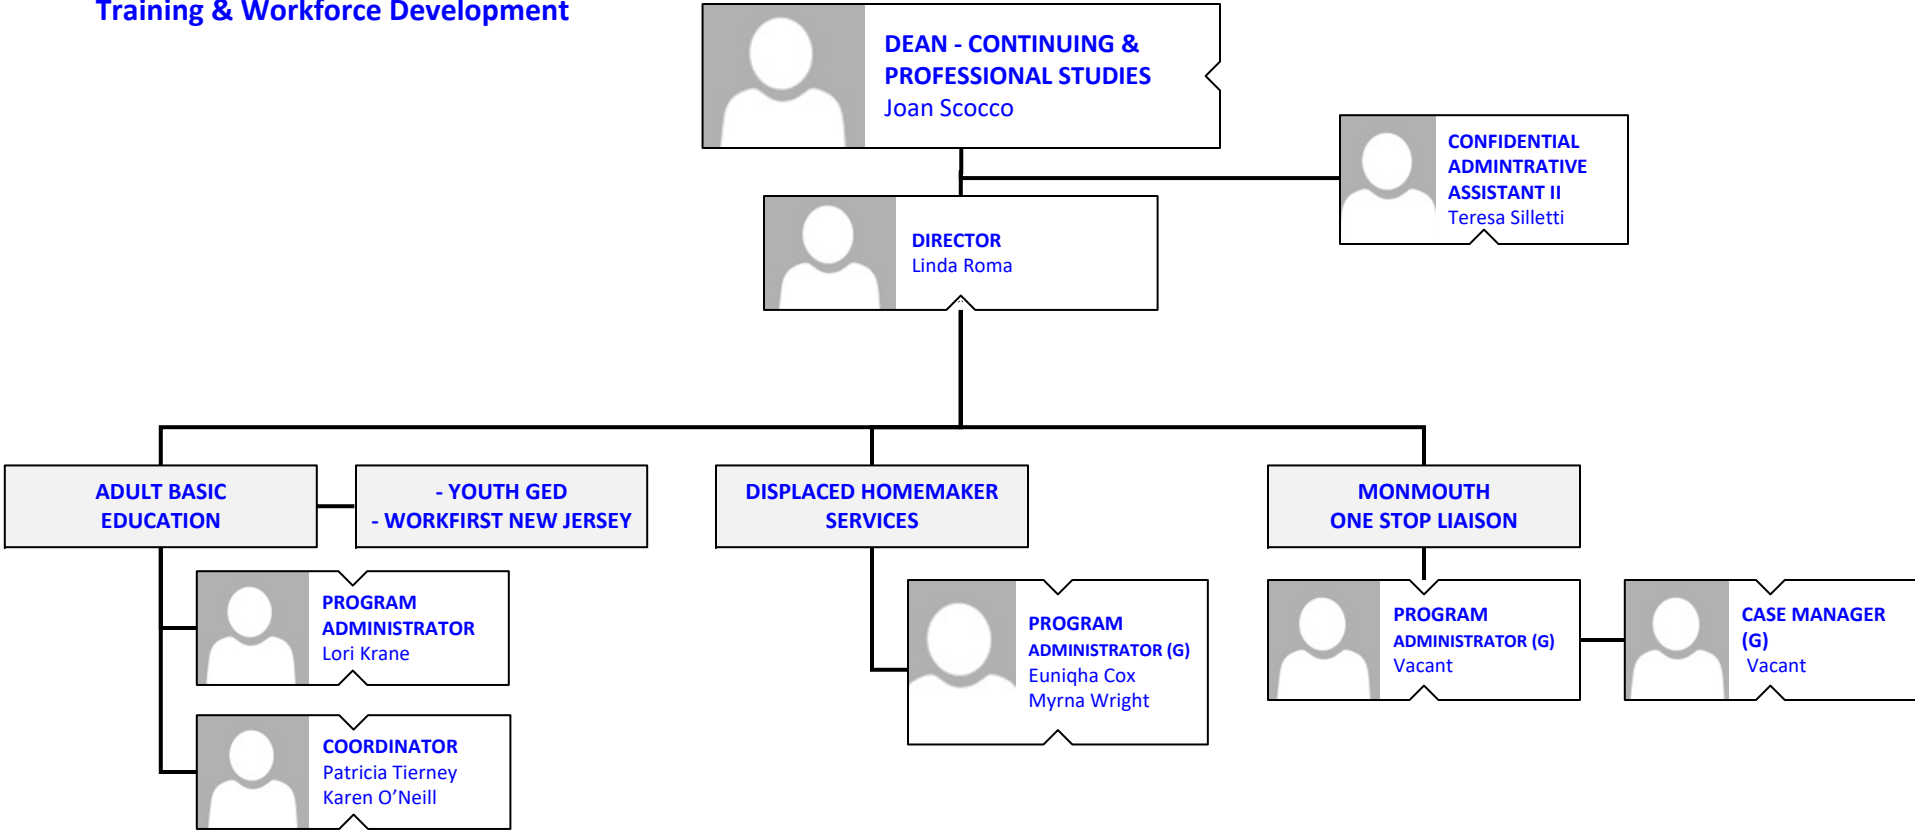 Training & Workforce Development
DEAN - CONTINUING &
PROFESSIONAL STUDIES
Joan Scocco
CONFIDENTIAL
ADMINTRATIVE
ASSISTANT II
Teresa Silletti
DIRECTOR
Linda Roma
ADULT BASIC
EDUCATION
- YOUTH GED
- WORKFIRST NEW JERSEY
DISPLACED HOMEMAKER
SERVICES
MONMOUTH
ONE STOP LIAISON
PROGRAM
ADMINISTRATOR
Lori Krane
COORDINATOR
Patricia Tierney
Karen O’Neill
PROGRAM
ADMINISTRATOR (G)
Euniqha Cox
Myrna Wright
PROGRAM
ADMINISTRATOR (G)
Vacant
CASE MANAGER
(G)
Vacant